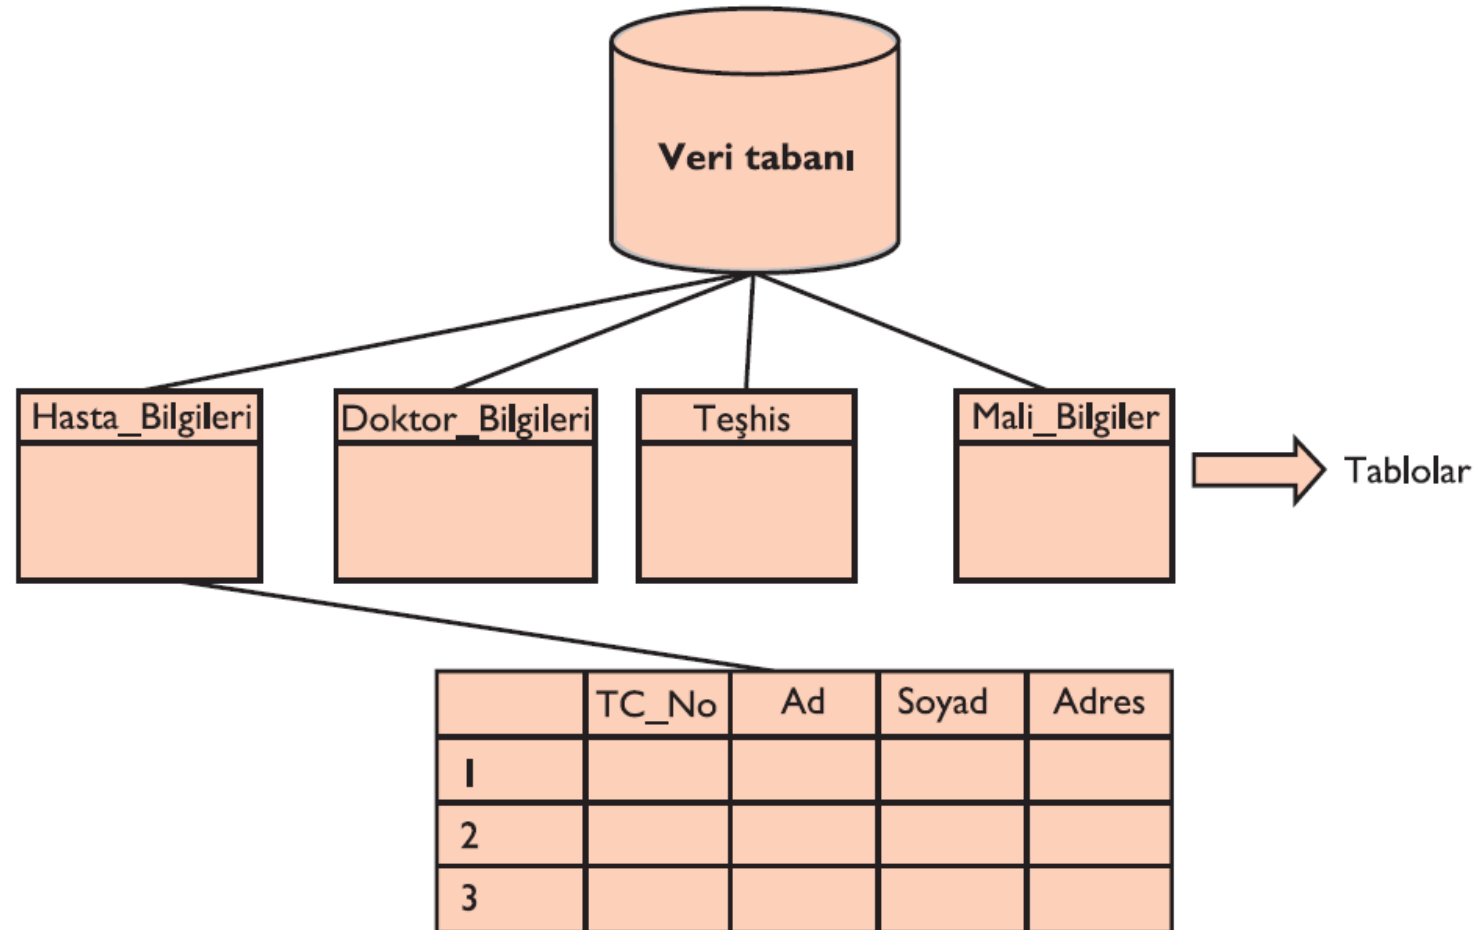 Veri tabanı
Hasta_Bilgileri
Doktor_Bilgileri
Teşhis
Mali_Bilgiler
Tablolar
TC_No Ad Soyad Adres
1
2
3